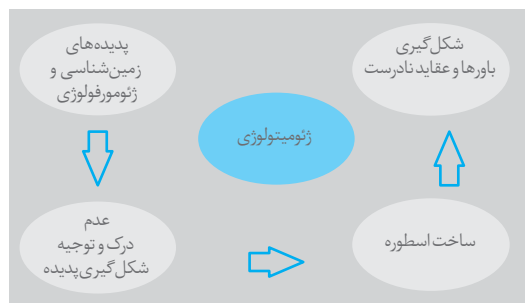 پدیده‌های
زمین‌شناسی و
ژئومورفولوژی
شکل‌گیری
باورها و عقاید نادرست
ژئومیتولوژی
عدم
درک و توجیه
شکل‌گیری پدیده
ساخت اسطوره